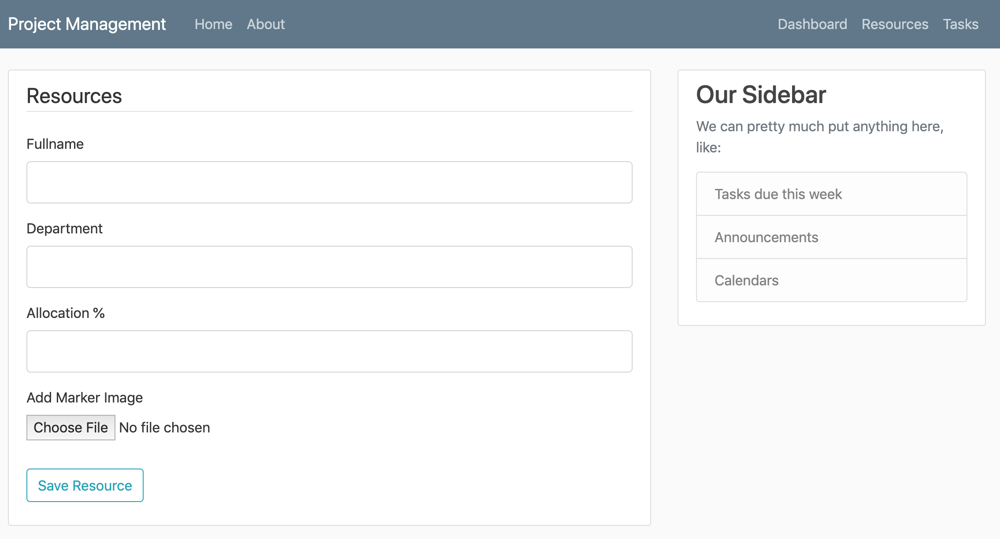 Project Management Home About Dashboard Resources Tasks
Resources
Fullname
Department
Allocation %
Add Marker Image
Choose File No file chosen
Save Resource
Our Sidebar
We can pretty much put anything here,
like:
Tasks due this week
Announcements
Calendars